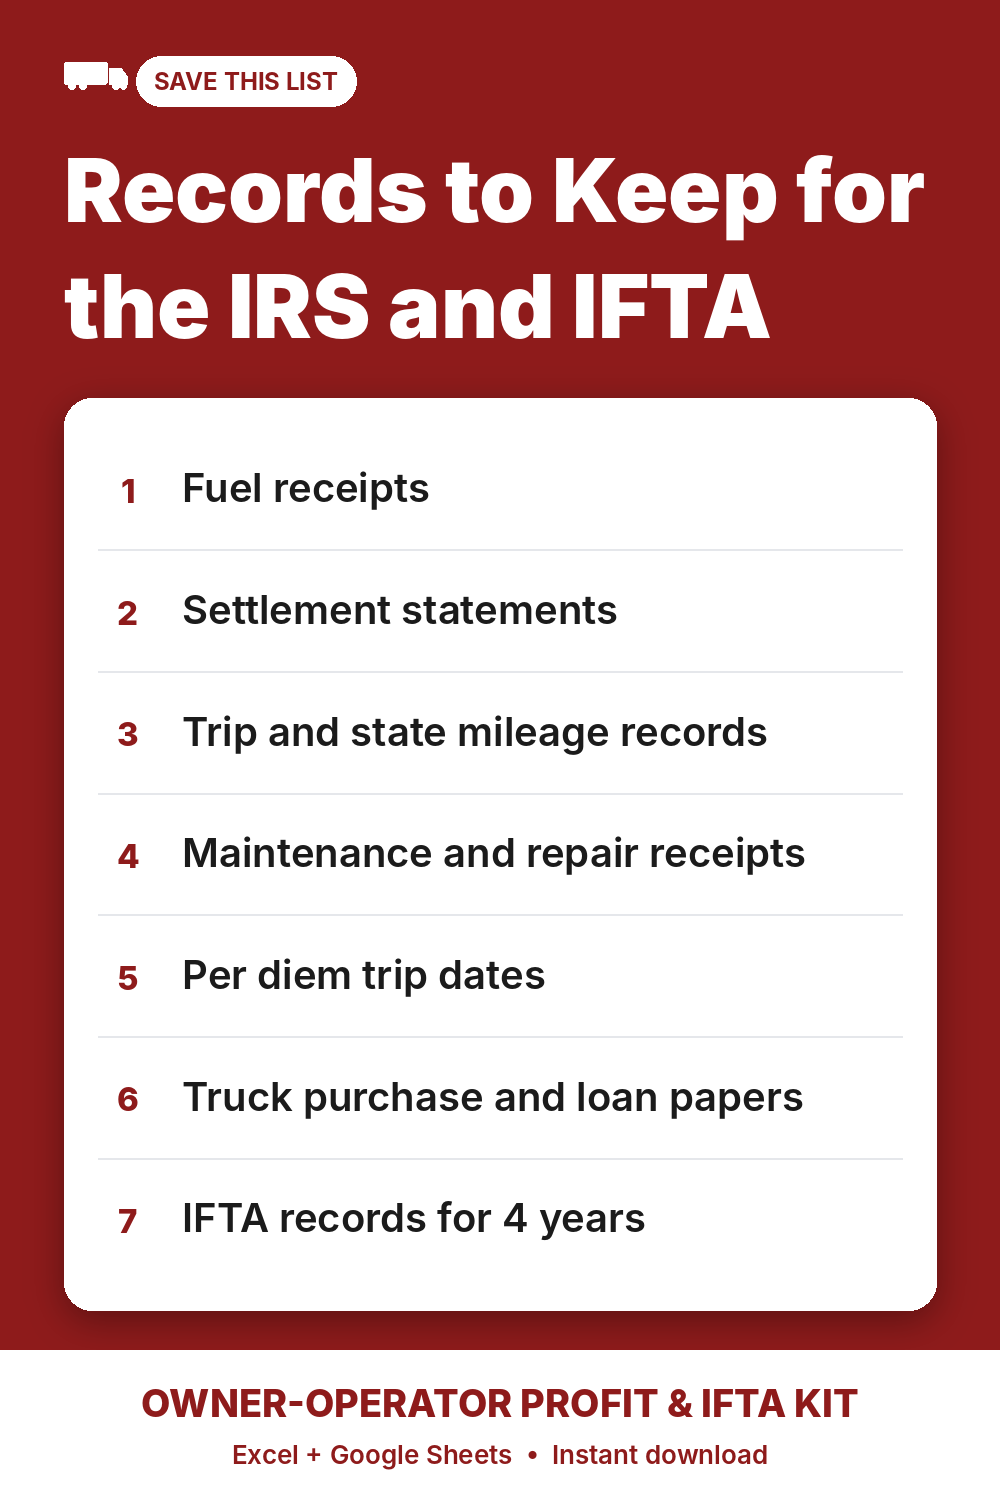 SAVE THIS LIST
Records to Keep for
the IRS and IFTA
1 Fuel receipts
2 Settlement statements
3 Trip and state mileage records
4 Maintenance and repair receipts
5 Per diem trip dates
6 Truck purchase and loan papers
7 IFTA records for 4 years
OWNER-OPERATOR PROFIT & IFTA KIT
Excel + Google Sheets • Instant download